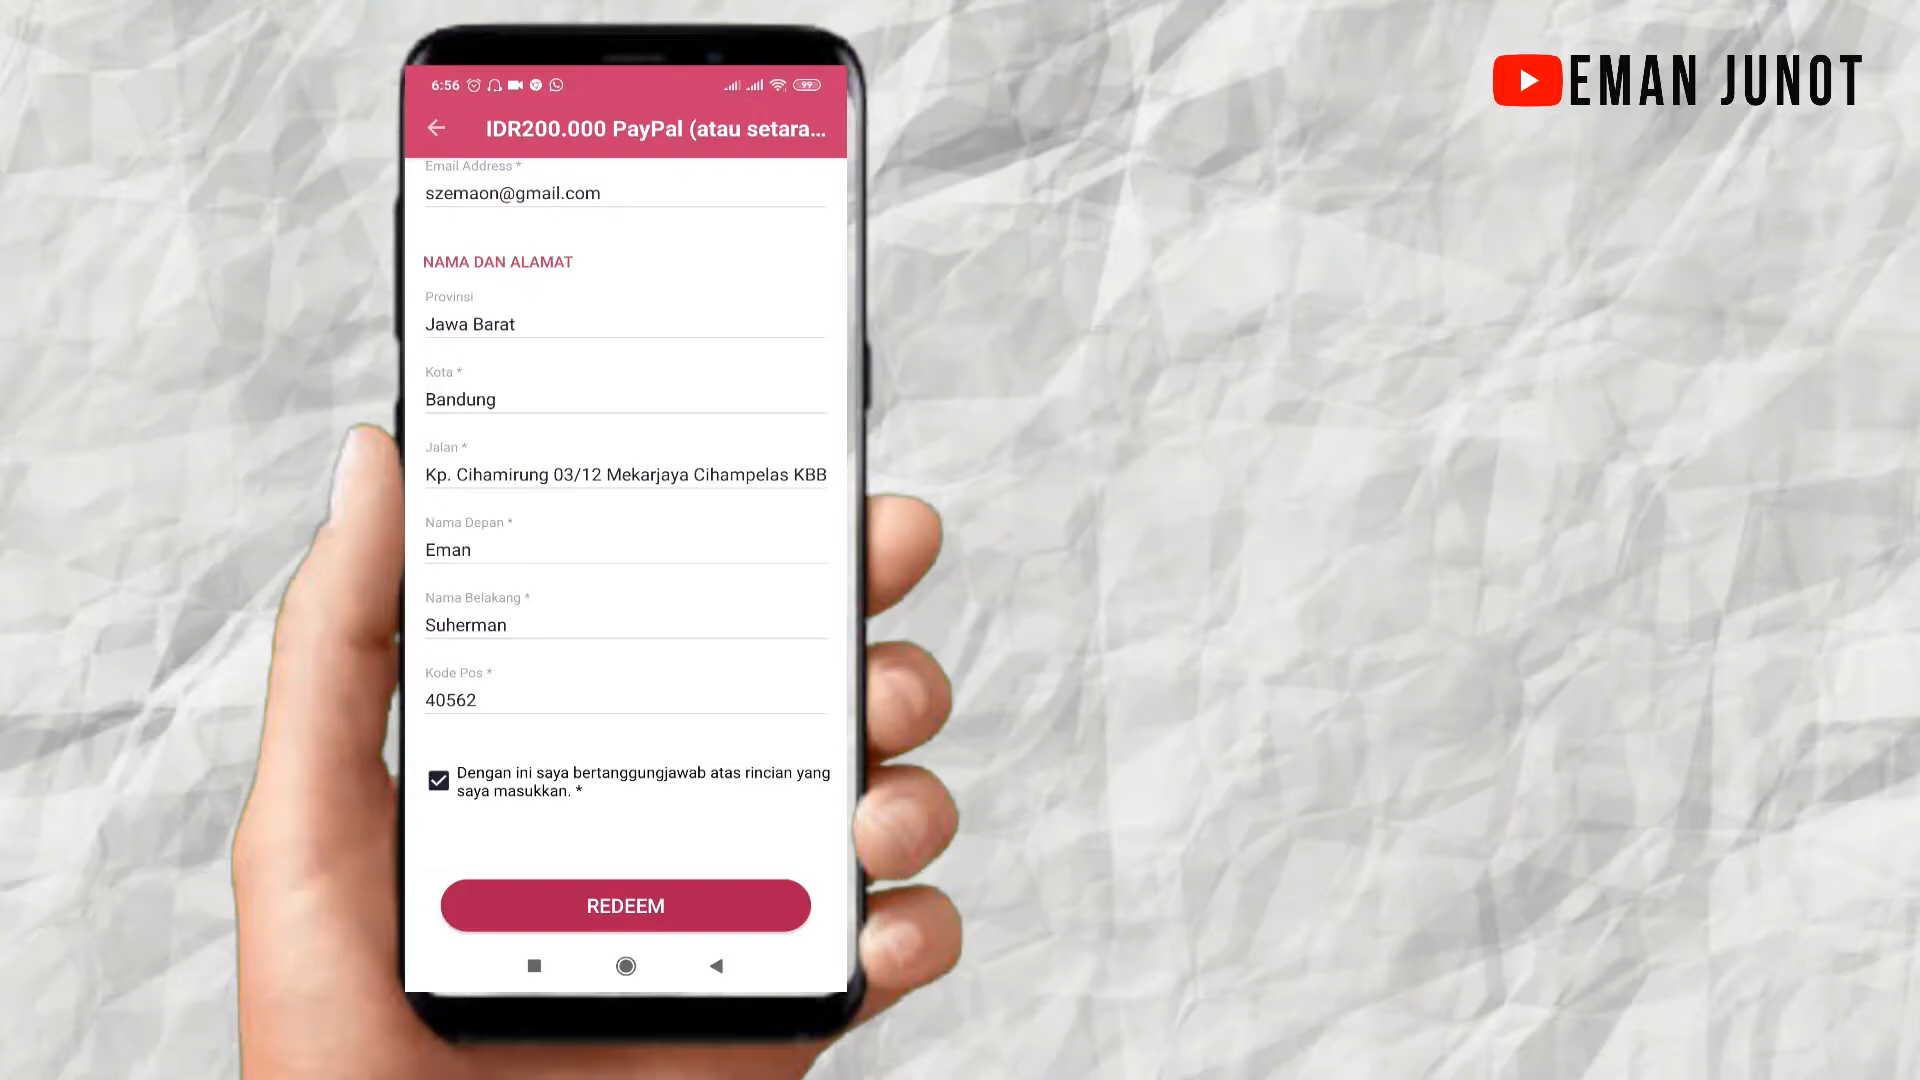 EMAN JUNOT
6:56
99
IDR200.000 PayPal (atau setara...
Email Address *
szemaon@gmail.com
NAMA DAN ALAMAT
Provinsi
Jawa Barat
Kota *
Bandung
Jalan *
Kp. Cihamirung 03/12 Mekarjaya Cihampelas KBB
Nama Depan *
Eman
Nama Belakang *
Suherman
Kode Pos *
40562
Dengan ini saya bertanggungjawab atas rincian yang
saya masukkan. *
REDEEM